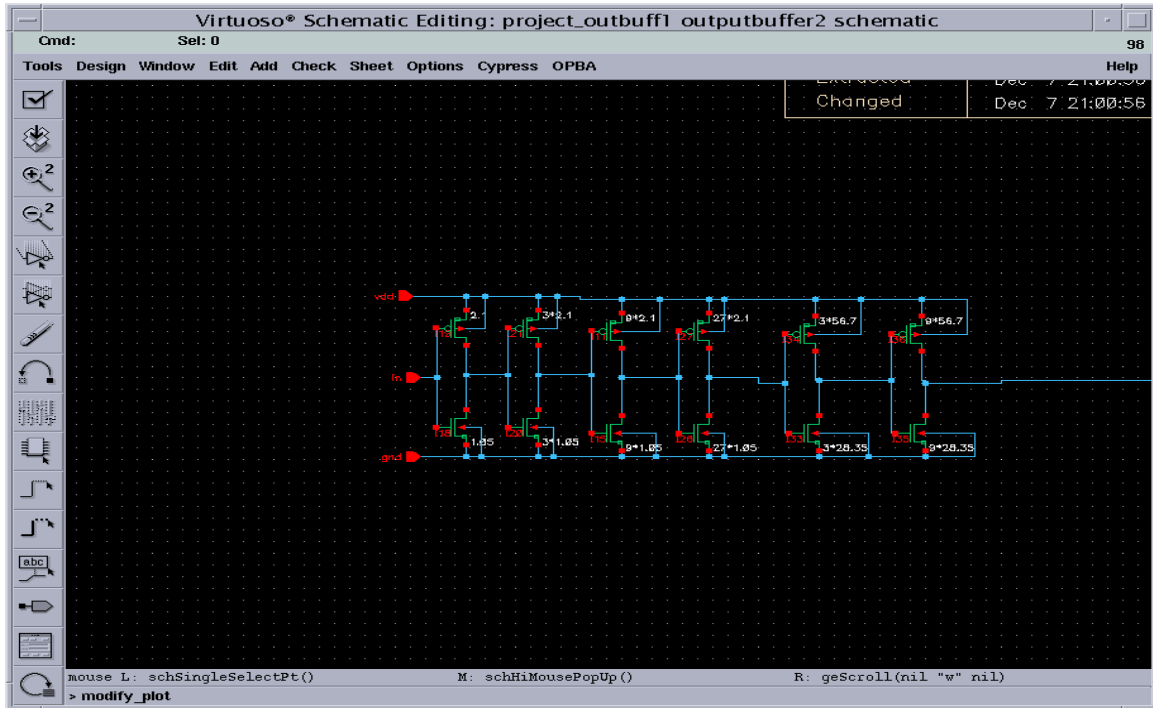 Virtuoso® Schematic Editing: project_outbuff1 outputbuffer2 schematic
Cmd: Sel: 0
98
Tools Design Window Edit Add Check Sheet Options Cypress OPBA Help
Changed Dec 7 21:00:56
2
2
vdd
2.1 3*2.1 9*2.1 27*2.1 3*56.7 9*56.7
in
1.05 3*1.05 9*1.05 27*1.05 3*28.35 9*28.35
gnd
abc
mouse L: schSingleSelectPt() M: schHiMousePopUp() R: geScroll(nil "w" nil)
> modify_plot